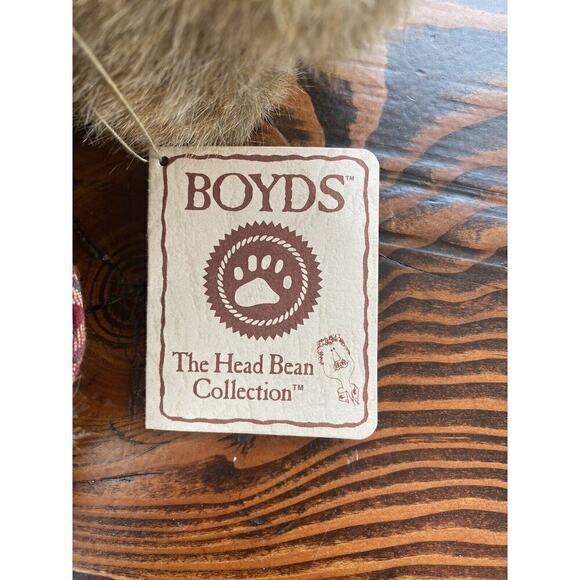 BOYDS™
The Head Bean
Collection™